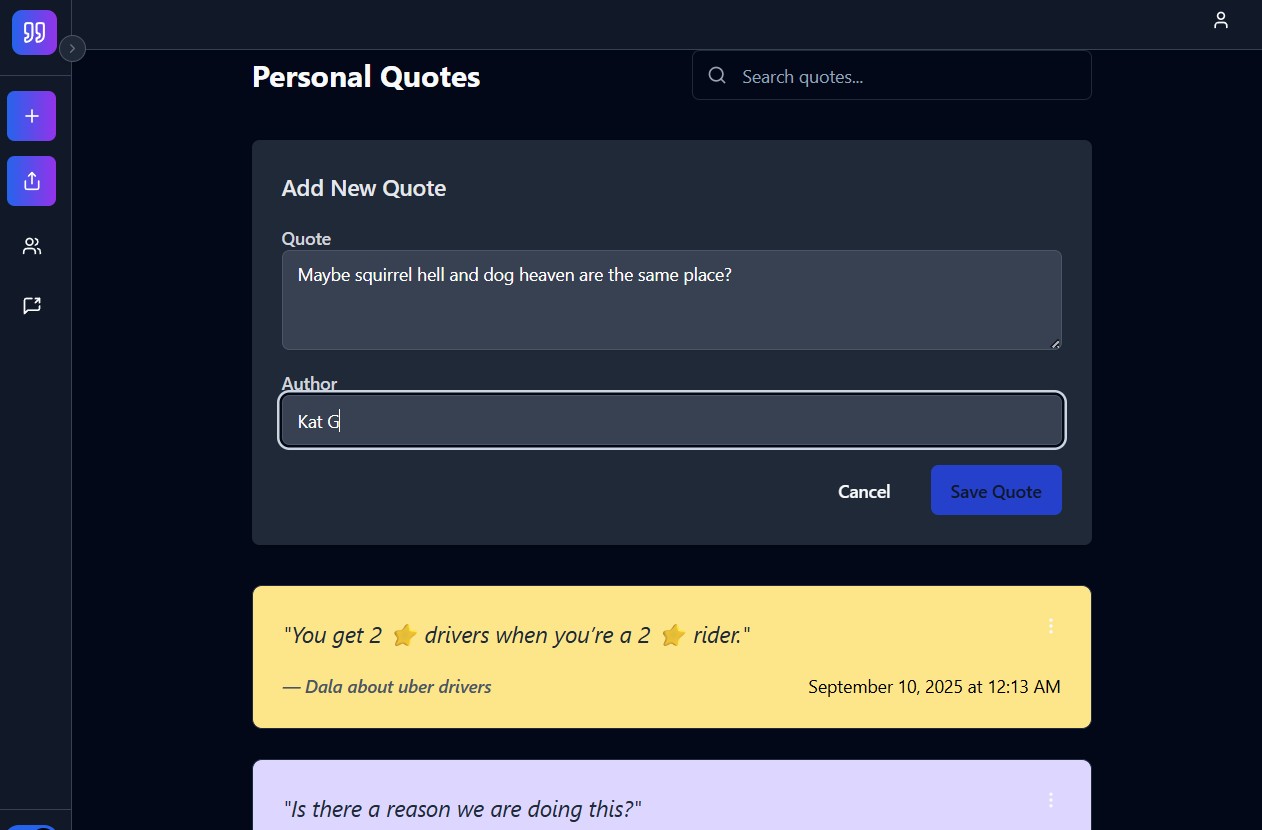 Personal Quotes
Search quotes...
Add New Quote
Quote
Maybe squirrel hell and dog heaven are the same place?
Author
Kat G
Cancel
Save Quote
"You get 2 ⭐ drivers when you’re a 2 ⭐ rider."
— Dala about uber drivers
September 10, 2025 at 12:13 AM
"Is there a reason we are doing this?"